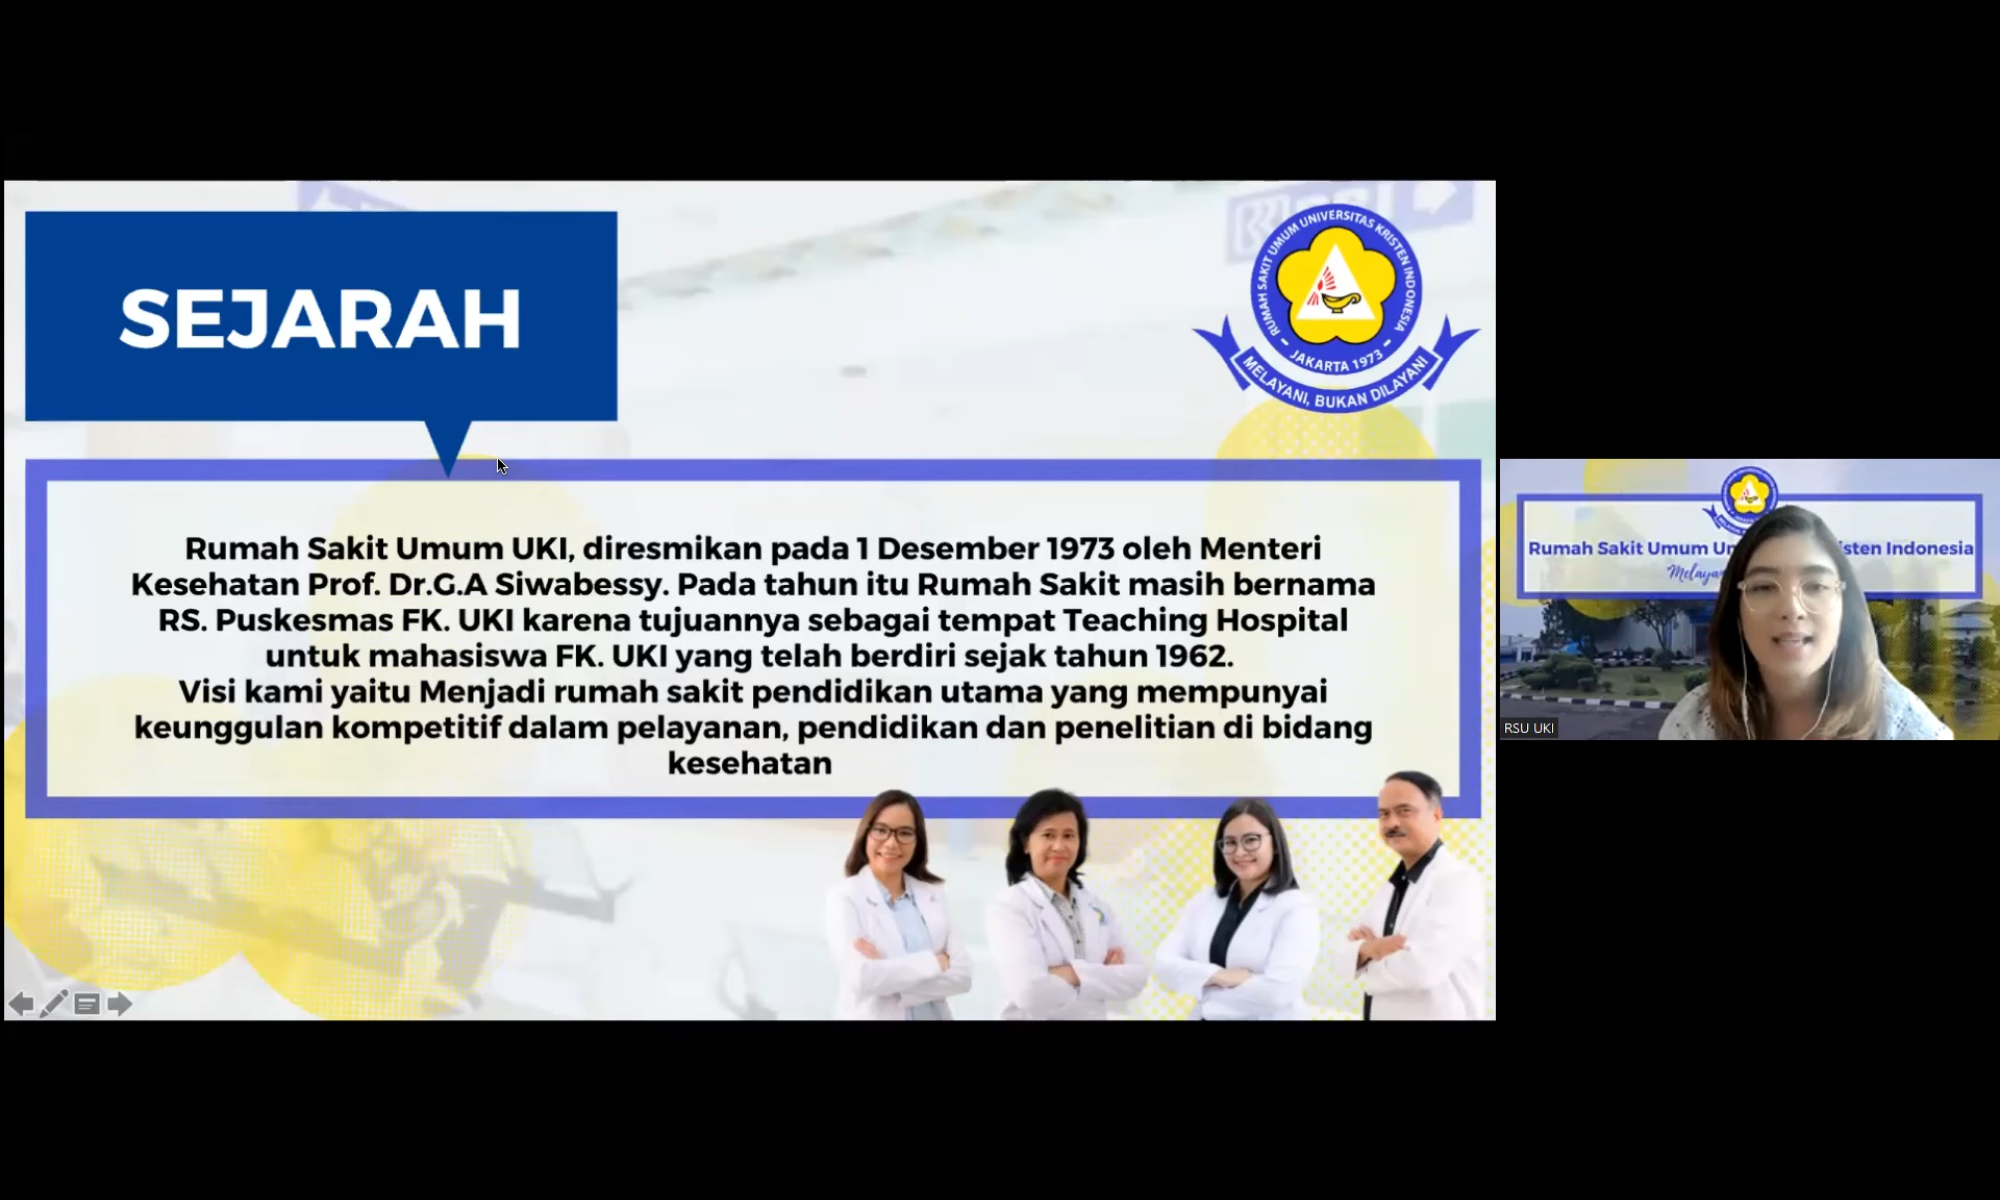 SEJARAH
RUMAH SAKIT UMUM UNIVERSITAS KRISTEN INDONESIA
JAKARTA 1973
MELAYANI, BUKAN DILAYANI
Rumah Sakit Umum UKI, diresmikan pada 1 Desember 1973 oleh Menteri
Kesehatan Prof. Dr.G.A Siwabessy. Pada tahun itu Rumah Sakit masih bernama
RS. Puskesmas FK. UKI karena tujuannya sebagai tempat Teaching Hospital
untuk mahasiswa FK. UKI yang telah berdiri sejak tahun 1962.
Visi kami yaitu Menjadi rumah sakit pendidikan utama yang mempunyai
keunggulan kompetitif dalam pelayanan, pendidikan dan penelitian di bidang
kesehatan
Rumah Sakit Umum Indonesia
RSU UKI